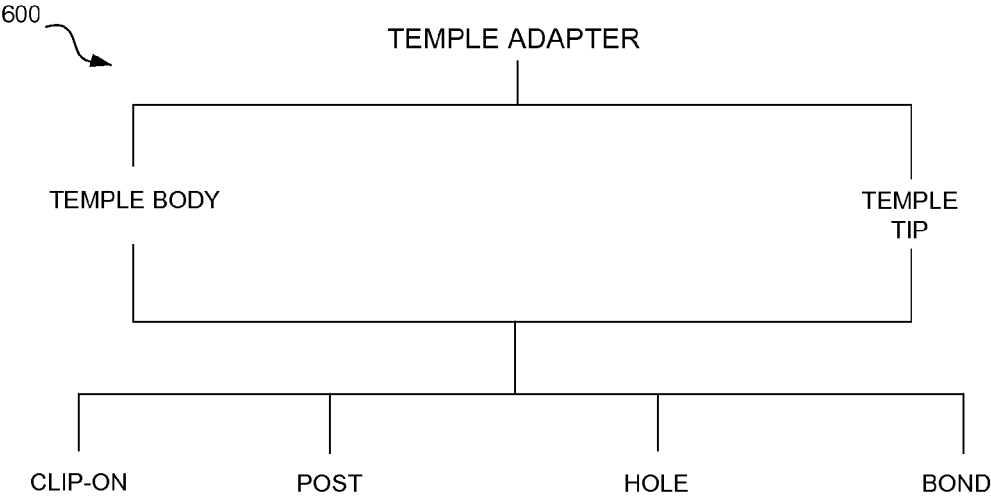 600
TEMPLE ADAPTER
TEMPLE BODY
TEMPLE
TIP
CLIP-ON
POST
HOLE
BOND